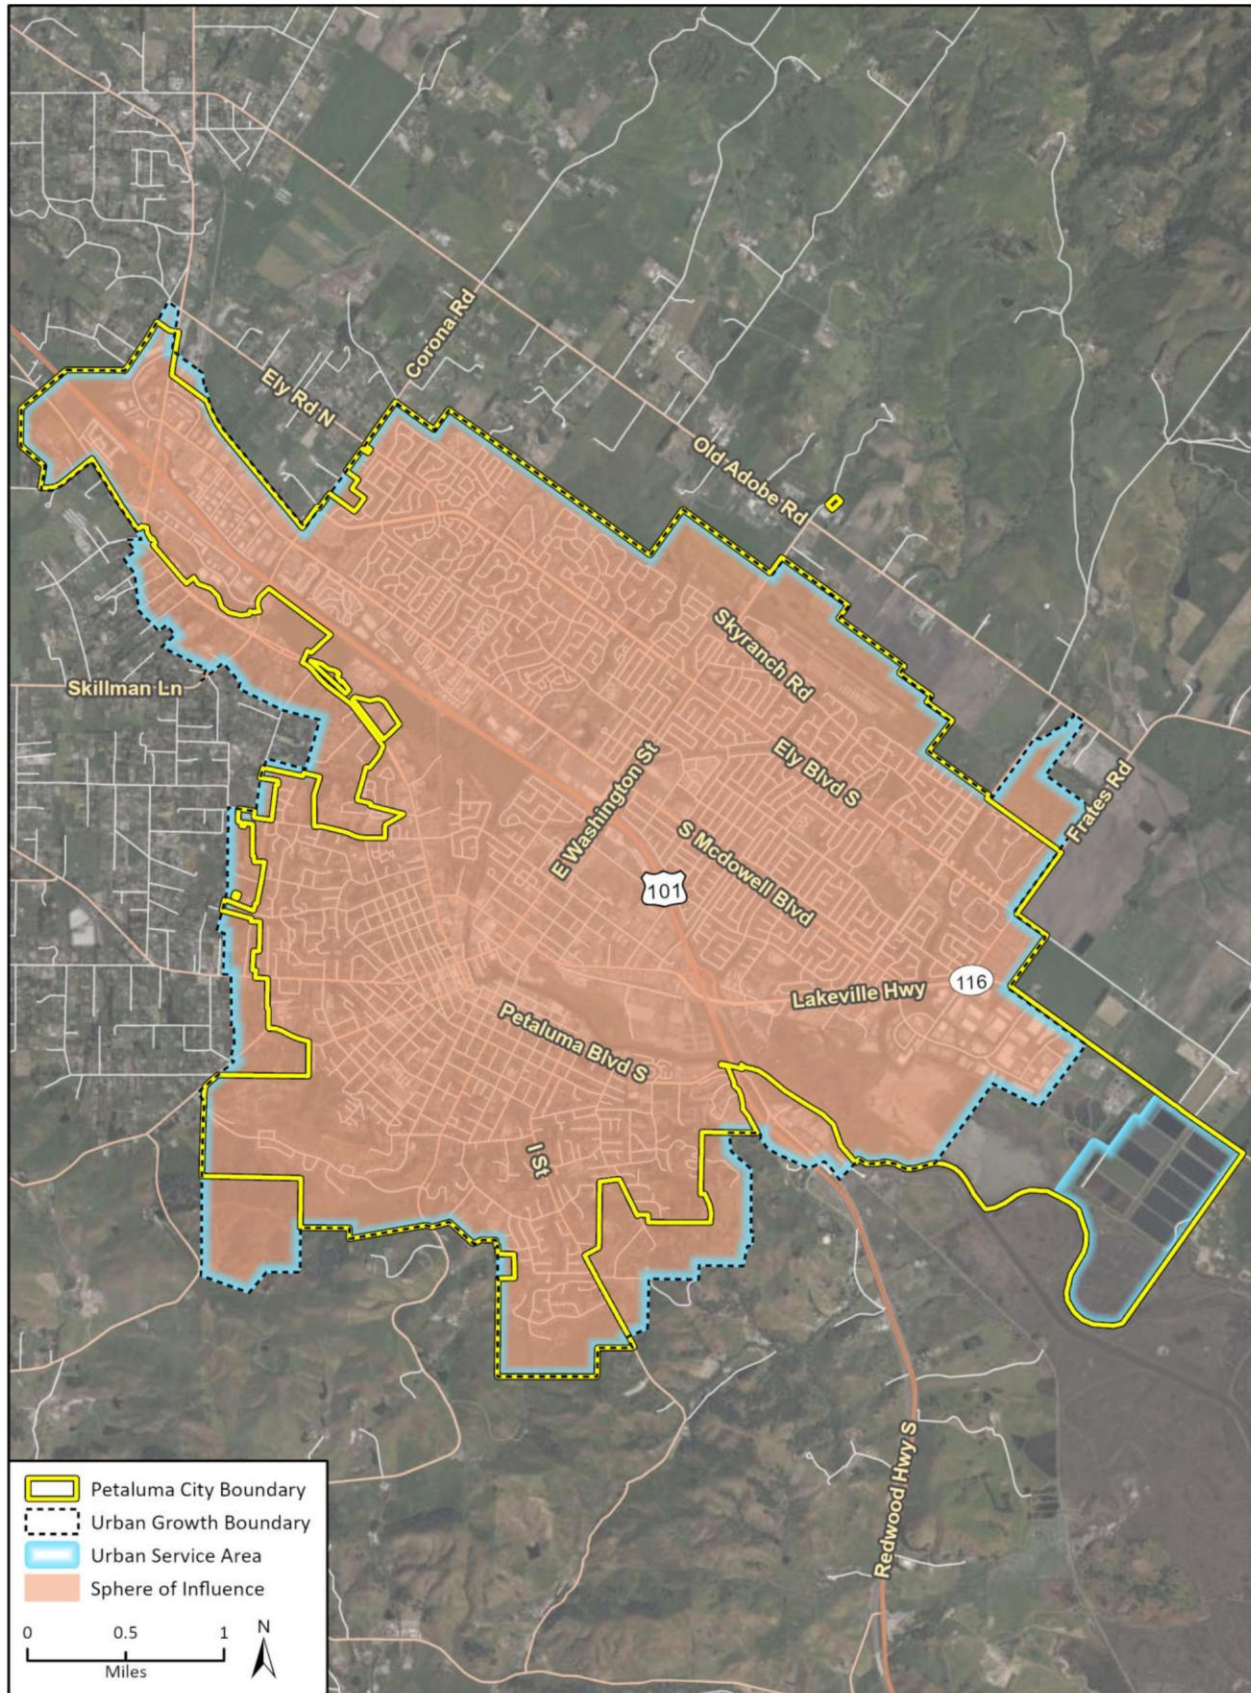 Corona Rd
Ely Rd N
Old Adobe Rd
Skyranch Rd
Skillman Ln
Ely Blvd S
E Washington St
Frates Rd
S Mcdowell Blvd
101
116
Lakeville Hwy
Petaluma Blvd S
I St
Redwood Hwy S
Petaluma City Boundary
Urban Growth Boundary
Urban Service Area
Sphere of Influence
0 0.5 1
Miles
N